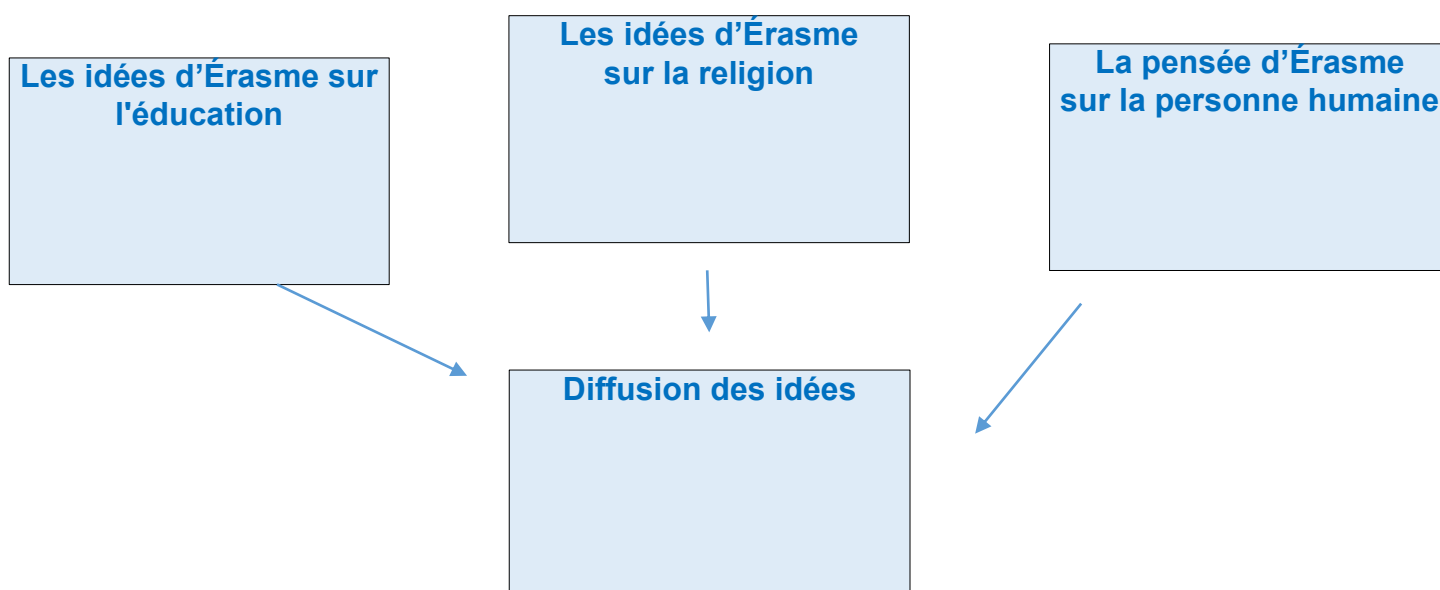 Les idées d’Érasme sur
l'éducation
Les idées d’Érasme
sur la religion
La pensée d’Érasme
sur la personne humaine
Diffusion des idées